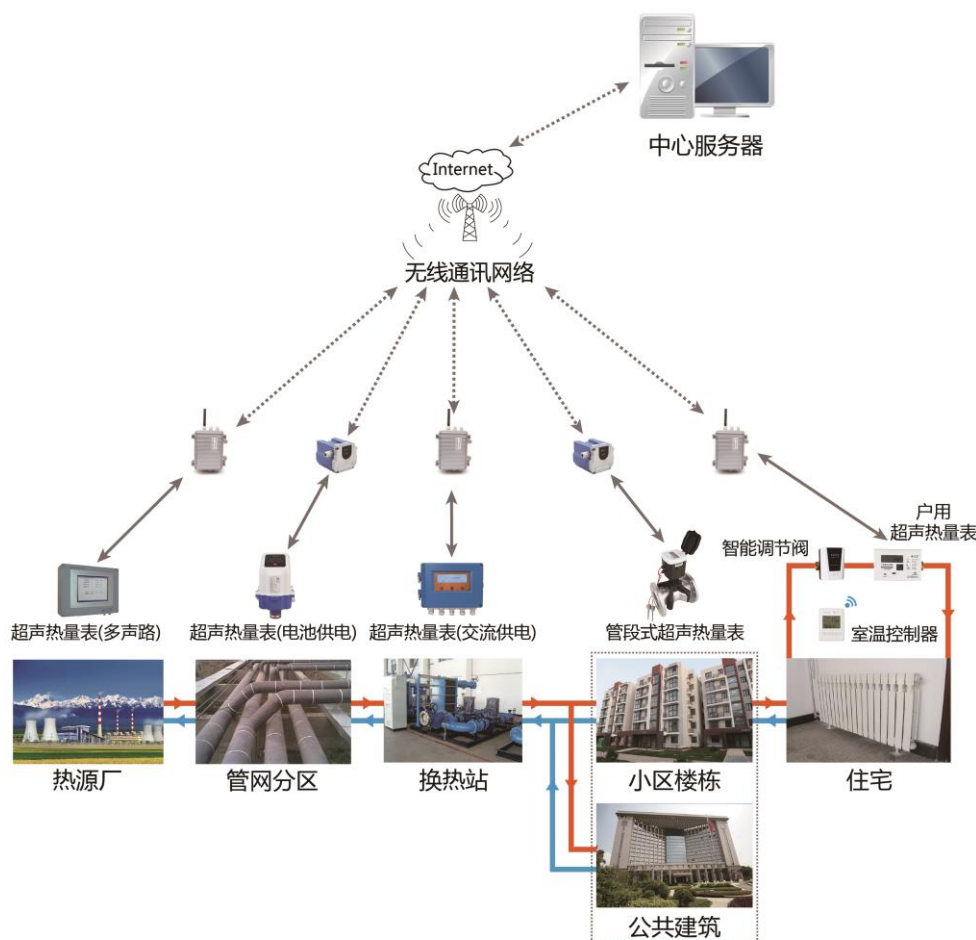 中心服务器
Internet
无线通讯网络
户用
超声热量表
智能调节阀
超声热量表(多声路)
超声热量表(电池供电)
超声热量表(交流供电)
管段式超声热量表
室温控制器
热源厂
管网分区
换热站
小区楼栋
住宅
公共建筑